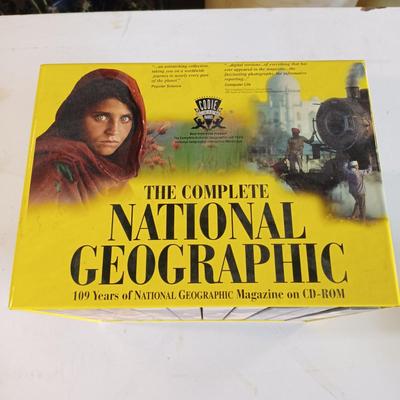 "...an astonishing collection,
taking you on a worldwide
journey to nearly every part
of the planet."
Popular Science
"...digital versions...of everything that has
ever appeared in the magazine...the
fascinating photographs, the informative
reporting..."
Computer Life
CODIE
THE COMPLETE
NATIONAL
GEOGRAPHIC
109 Years of NATIONAL GEOGRAPHIC Magazine on CD-ROM